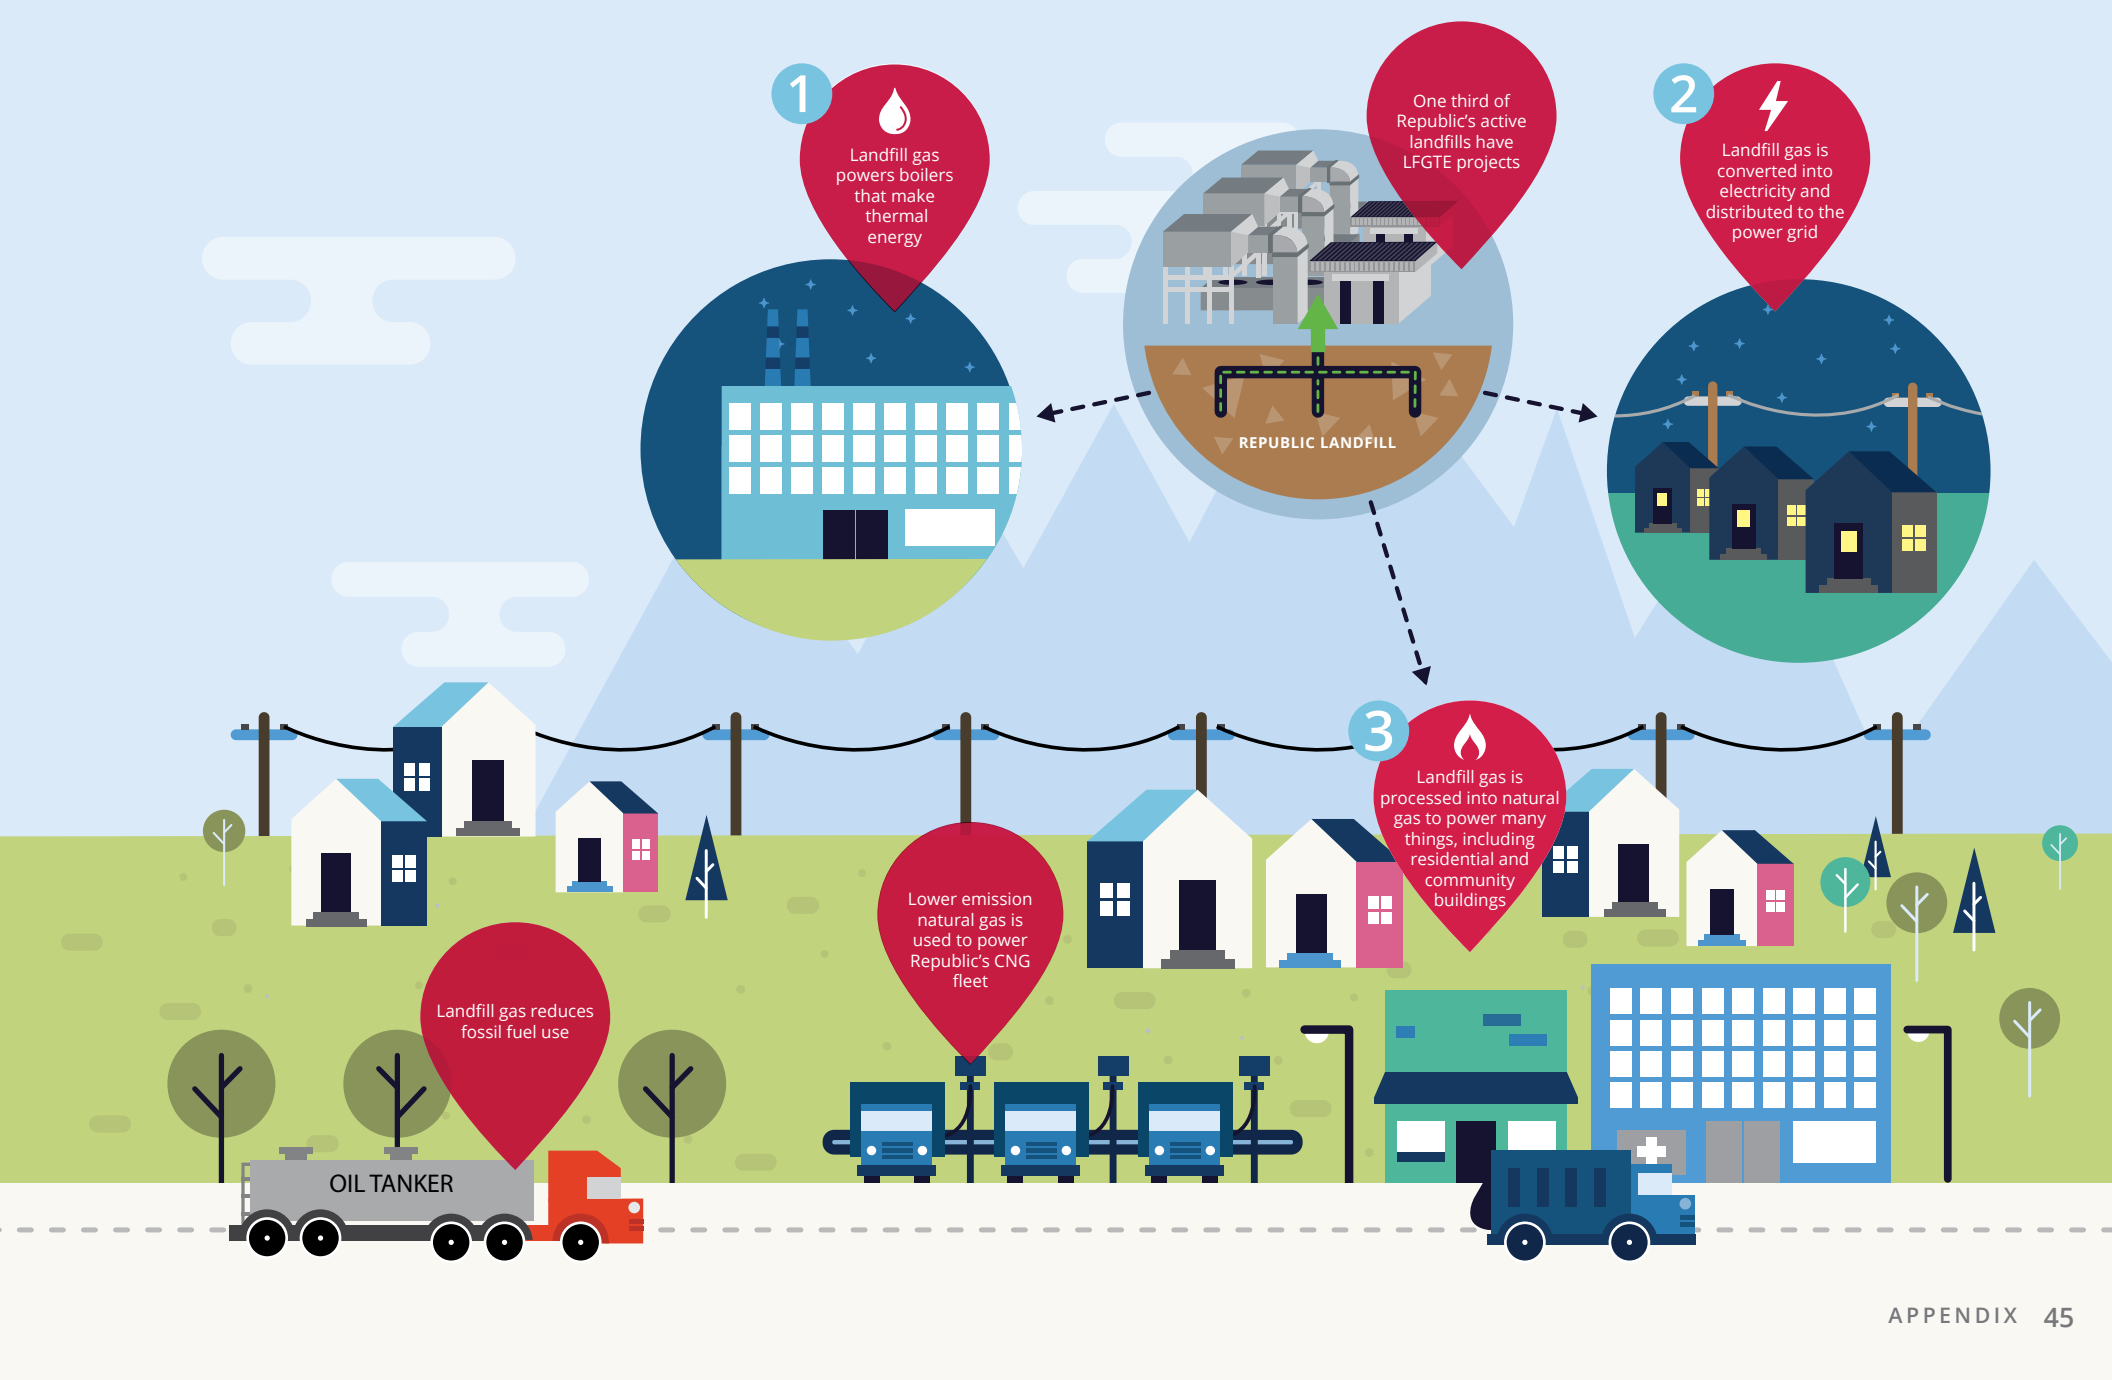 1
Landfill gas
powers boilers
that make
thermal
energy
One third of
Republic’s active
landfills have
LFGTE projects
REPUBLIC LANDFILL
2
Landfill gas is
converted into
electricity and
distributed to the
power grid
3
Landfill gas is
processed into natural
gas to power many
things, including
residential and
community
buildings
Lower emission
natural gas is
used to power
Republic’s CNG
fleet
Landfill gas reduces
fossil fuel use
OIL TANKER
APPENDIX 45